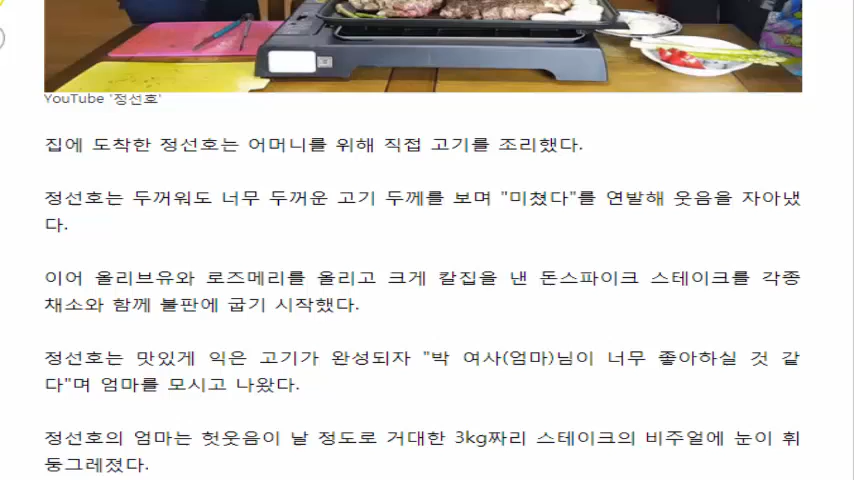 YouTube '정선호'
집에 도착한 정선호는 어머니를 위해 직접 고기를 조리했다.
정선호는 두꺼워도 너무 두꺼운 고기 두께를 보며 "미쳤다"를 연발해 웃음을 자아냈
다.
이어 올리브유와 로즈메리를 올리고 크게 칼집을 낸 돈스파이크 스테이크를 각종
채소와 함께 불판에 굽기 시작했다.
정선호는 맛있게 익은 고기가 완성되자 "박 여사(엄마)님이 너무 좋아하실 것 같
다"며 엄마를 모시고 나왔다.
정선호의 엄마는 헛웃음이 날 정도로 거대한 3kg짜리 스테이크의 비주얼에 눈이 휘
둥그레졌다.